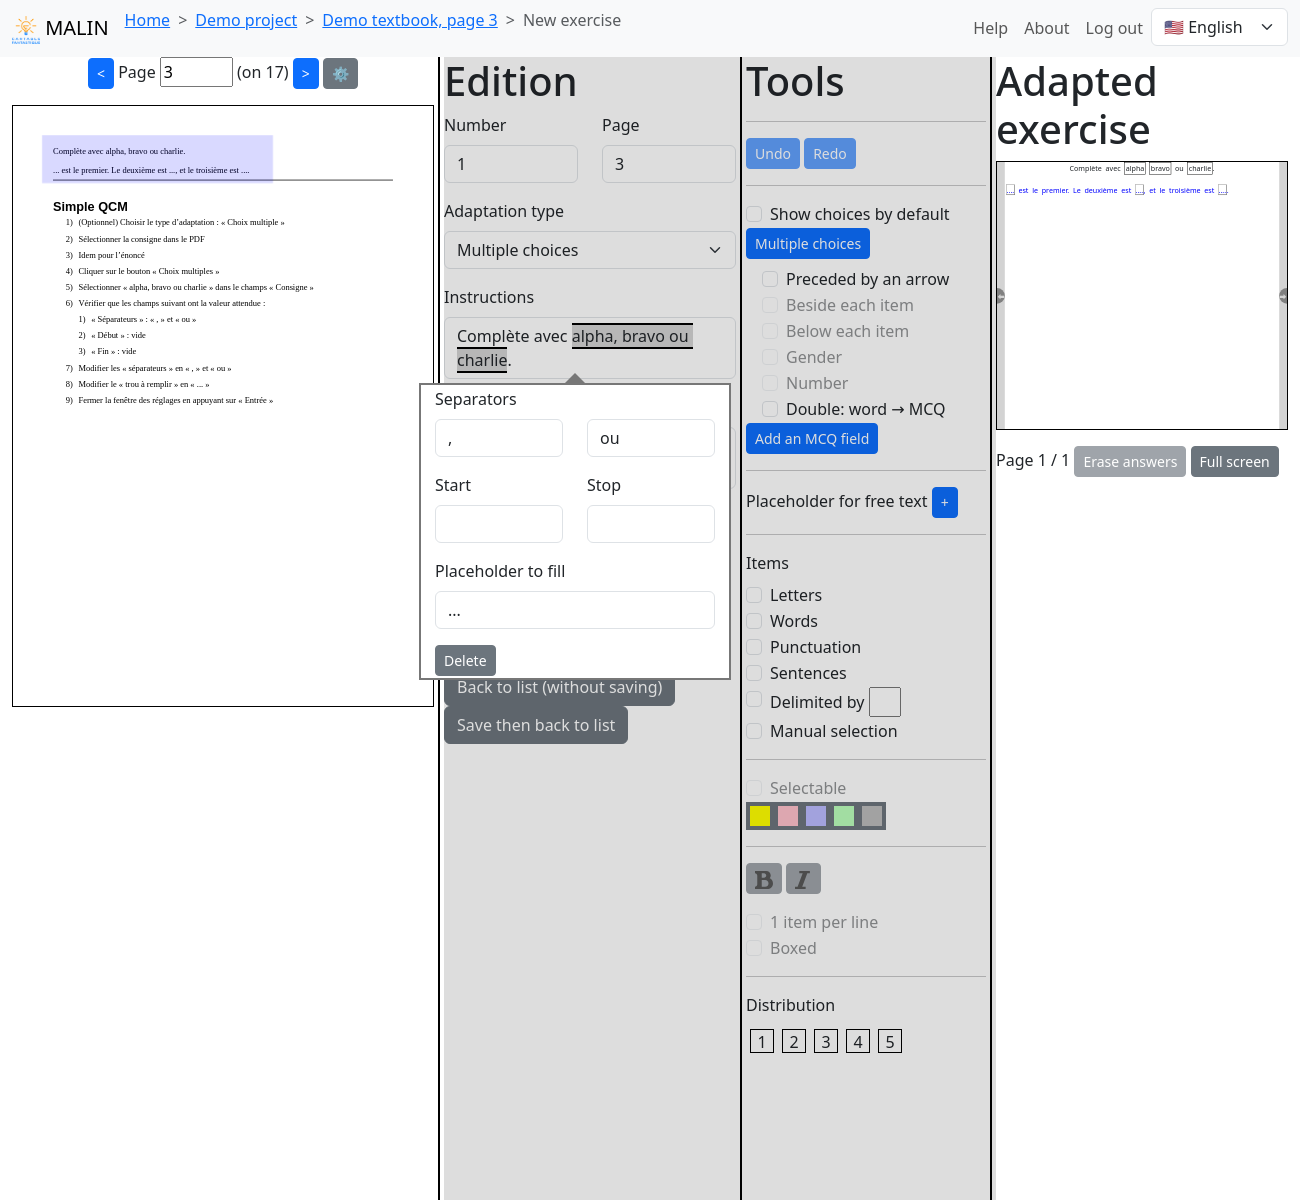 MALIN
Home > Demo project > Demo textbook, page 3 > New exercise
Help About Log out 🇺🇸 English
< Page 3 (on 17) > ⚙️
Complète avec alpha, bravo ou charlie.
... est le premier. Le deuxième est ..., et le troisième est ....
Simple QCM
1) (Optionnel) Choisir le type d’adaptation : « Choix multiple »
2) Sélectionner la consigne dans le PDF
3) Idem pour l’énoncé
4) Cliquer sur le bouton « Choix multiples »
5) Sélectionner « alpha, bravo ou charlie » dans le champs « Consigne »
6) Vérifier que les champs suivant ont la valeur attendue :
1) « Séparateurs » : « , » et « ou »
2) « Début » : vide
3) « Fin » : vide
7) Modifier les « séparateurs » en « , » et « ou »
8) Modifier le « trou à remplir » en « ... »
9) Fermer la fenêtre des réglages en appuyant sur « Entrée »
Edition
Number Page
1 3
Adaptation type
Multiple choices
Instructions
Complète avec alpha, bravo ou
charlie.
Separators
, ou
Start Stop
Placeholder to fill
...
Delete
Back to list (without saving)
Save then back to list
Tools
Undo Redo
Show choices by default
Multiple choices
Preceded by an arrow
Beside each item
Below each item
Gender
Number
Double: word → MCQ
Add an MCQ field
Placeholder for free text +
Items
Letters
Words
Punctuation
Sentences
Delimited by
Manual selection
Selectable
B I
1 item per line
Boxed
Distribution
1 2 3 4 5
Adapted
exercise
Complète avec alpha bravo ou charlie.
... est le premier. Le deuxième est ..., et le troisième est ....
Page 1 / 1 Erase answers Full screen